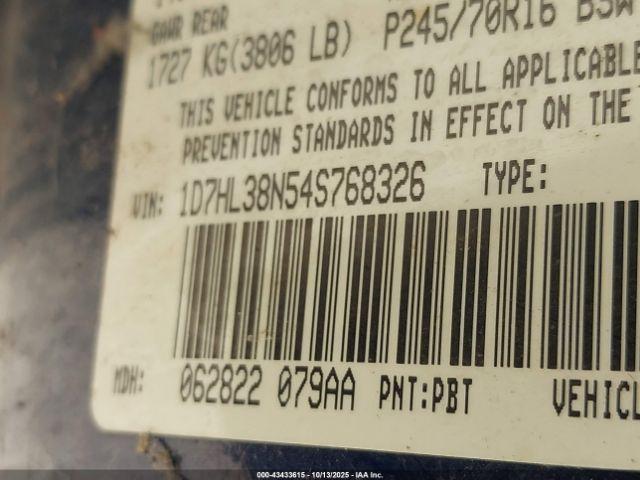 GAWR REAR
1727 KG(3806 LB) P245/70R16 BSW
THIS VEHICLE CONFORMS TO ALL APPLICABLE
PREVENTION STANDARDS IN EFFECT ON THE
VIN: 1D7HL38N54S768326 TYPE:
MDH: 062822 079AA PNT:PBT VEHICL
000-43433615 - 10/13/2025 - IAA Inc.